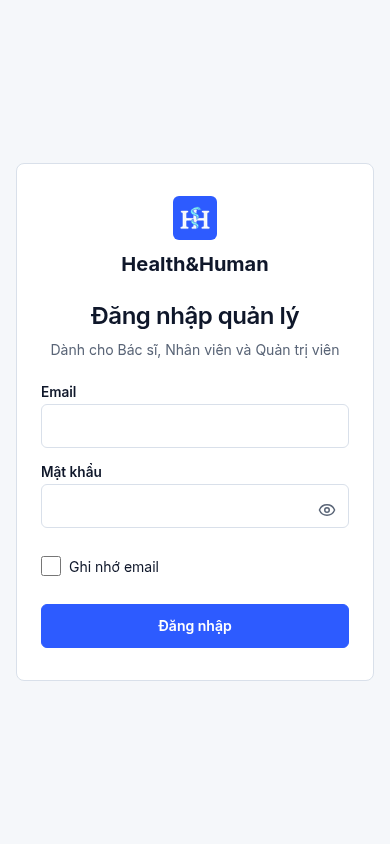 H H
Health&Human
Đăng nhập quản lý
Dành cho Bác sĩ, Nhân viên và Quản trị viên
Email
Mật khẩu
Ghi nhớ email
Đăng nhập